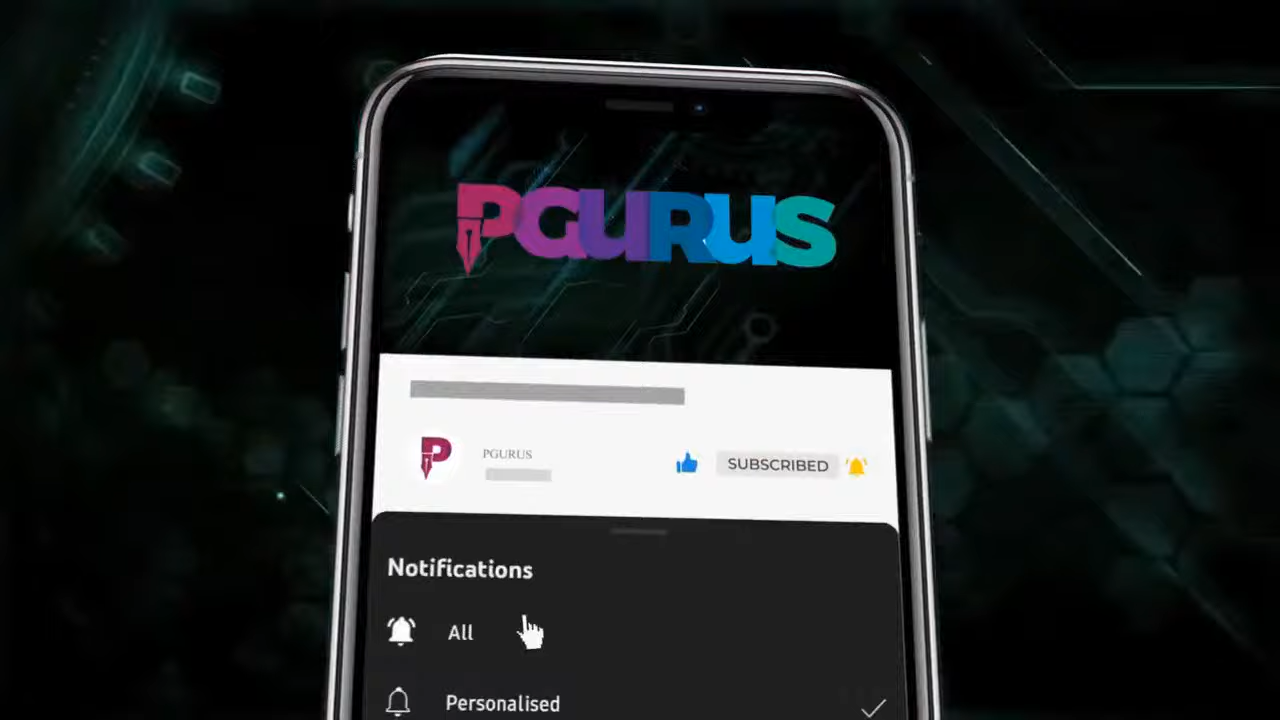 PGURUS
PGURUS
SUBSCRIBED
Notifications
All
Personalised